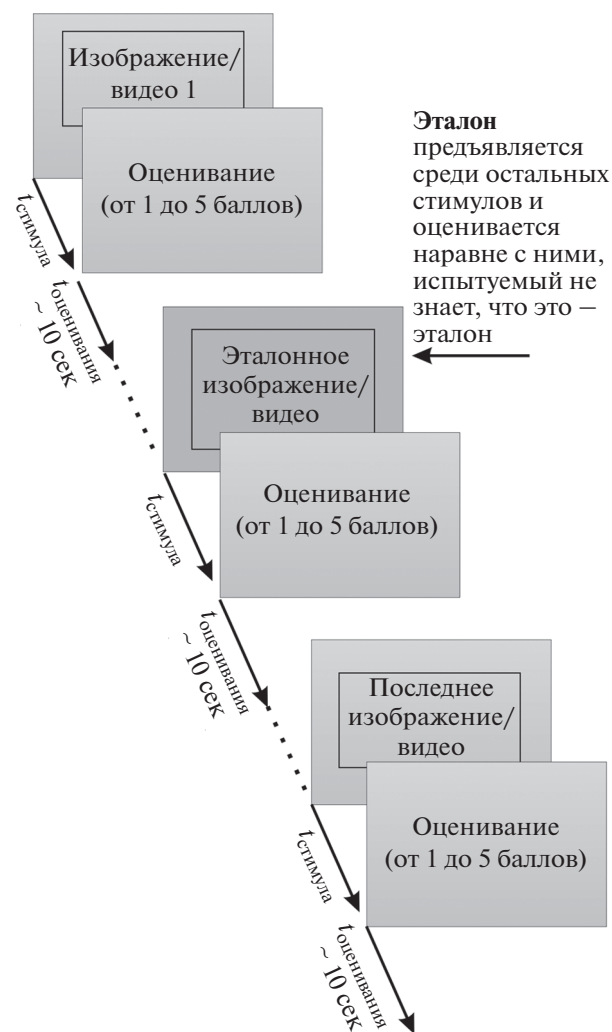 Изображение/
видео 1
Оценивание
(от 1 до 5 баллов)
Эталон
предъявляется
среди остальных
стимулов и
оценивается
наравне с ними,
испытуемый не
знает, что это –
эталон
tстимула
tоценивания
~ 10 сек
Эталонное
изображение/
видео
Оценивание
(от 1 до 5 баллов)
tстимула
tоценивания
~ 10 сек
Последнее
изображение/
видео
Оценивание
(от 1 до 5 баллов)
tстимула
tоценивания
~ 10 сек